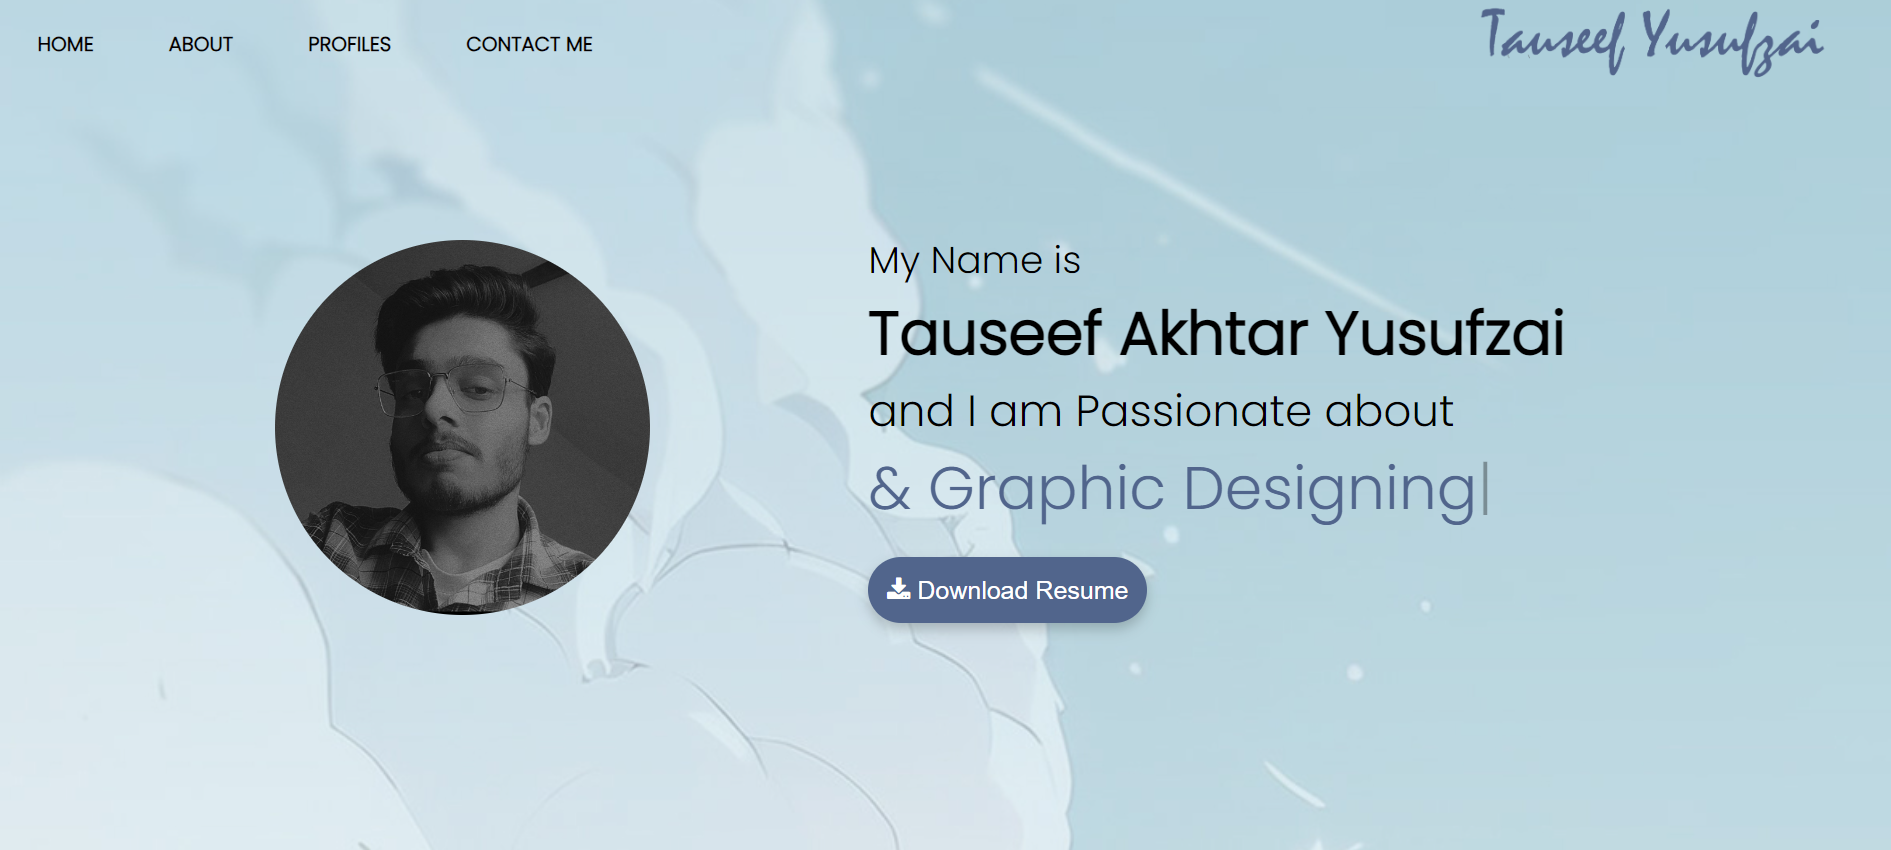 HOME ABOUT PROFILES CONTACT ME
Tauseef Yusufzai
My Name is
Tauseef Akhtar Yusufzai
and I am Passionate about
& Graphic Designing|
Download Resume